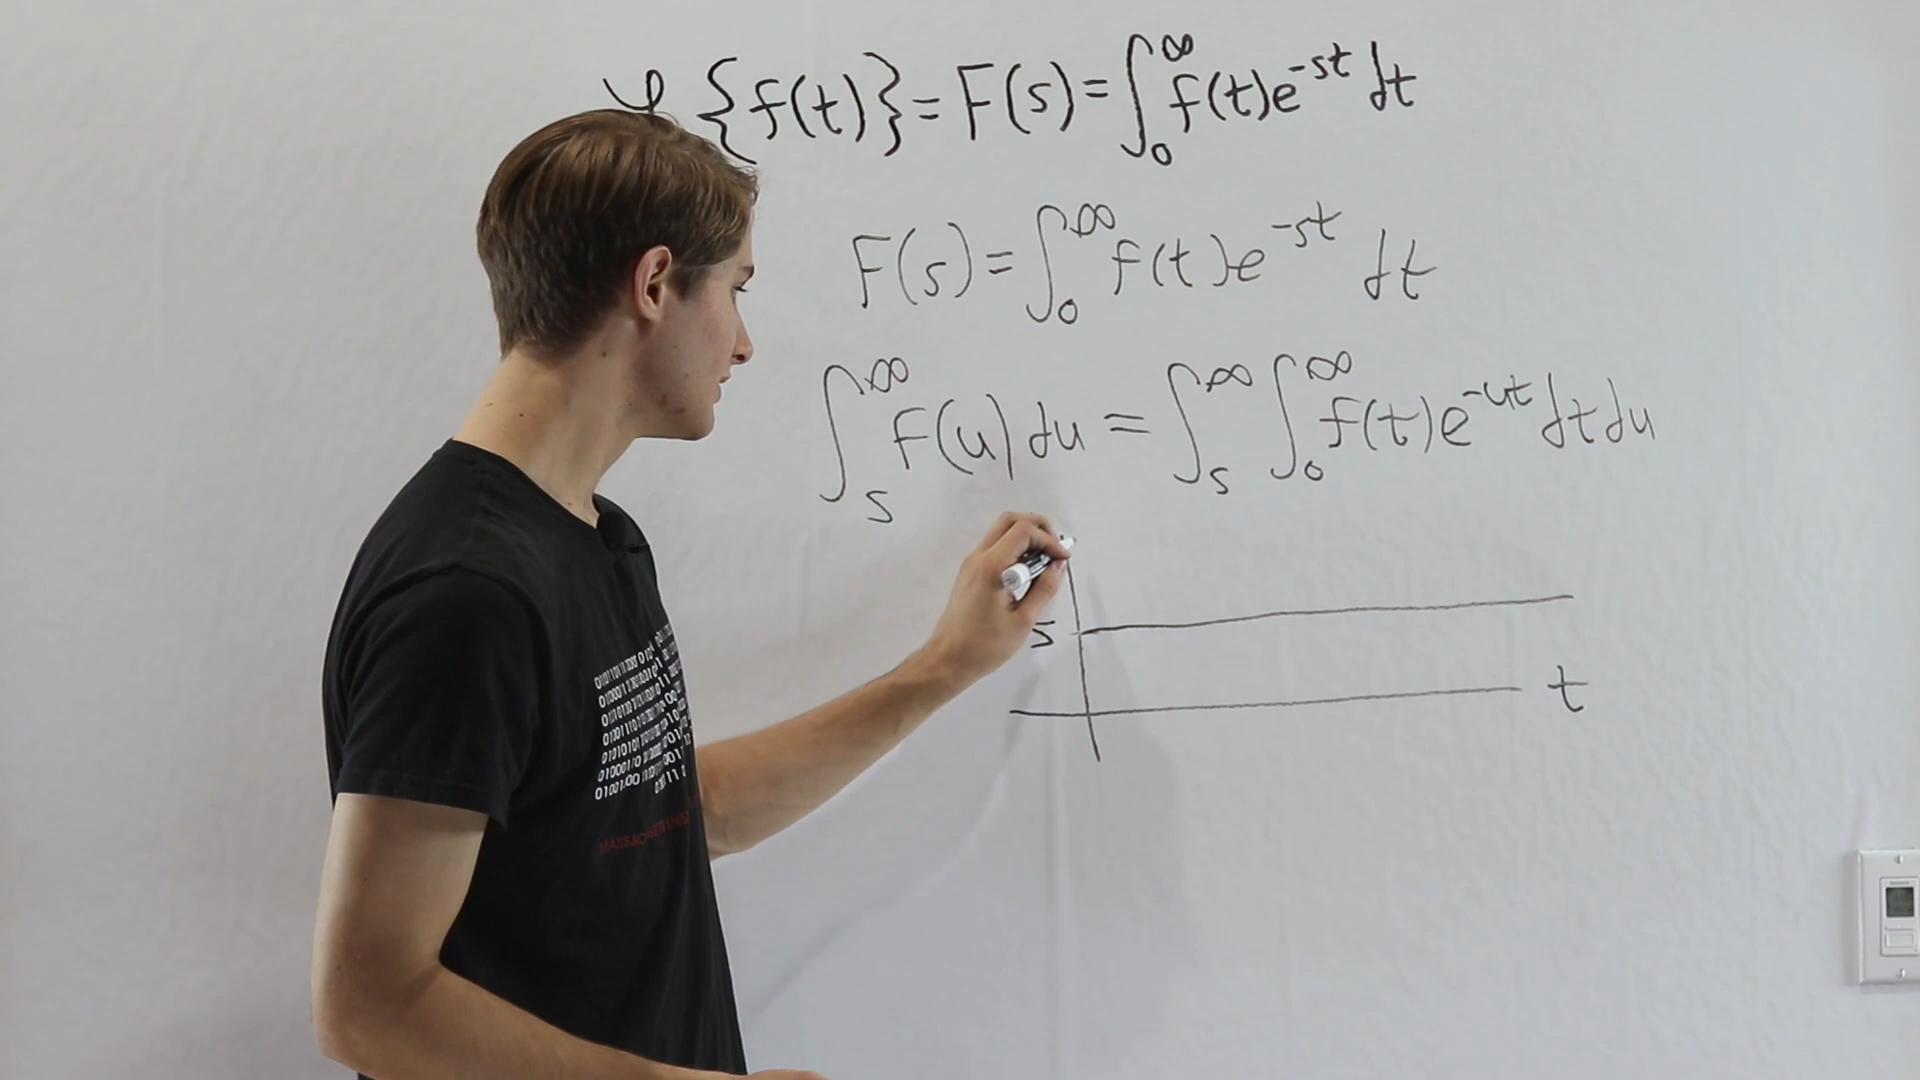 ℒ{f(t)} = F(s) = ∫₀^∞ f(t)e^{-st} dt
F(s) = ∫₀^∞ f(t)e^{-st} dt
∫ₛ^∞ F(u) du = ∫ₛ^∞ ∫₀^∞ f(t)e^{-ut} dt du
s
t